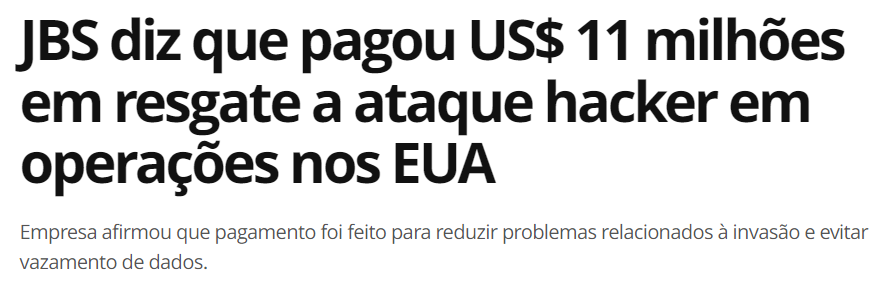 JBS diz que pagou US$ 11 milhões
em resgate a ataque hacker em
operações nos EUA
Empresa afirmou que pagamento foi feito para reduzir problemas relacionados à invasão e evitar
vazamento de dados.